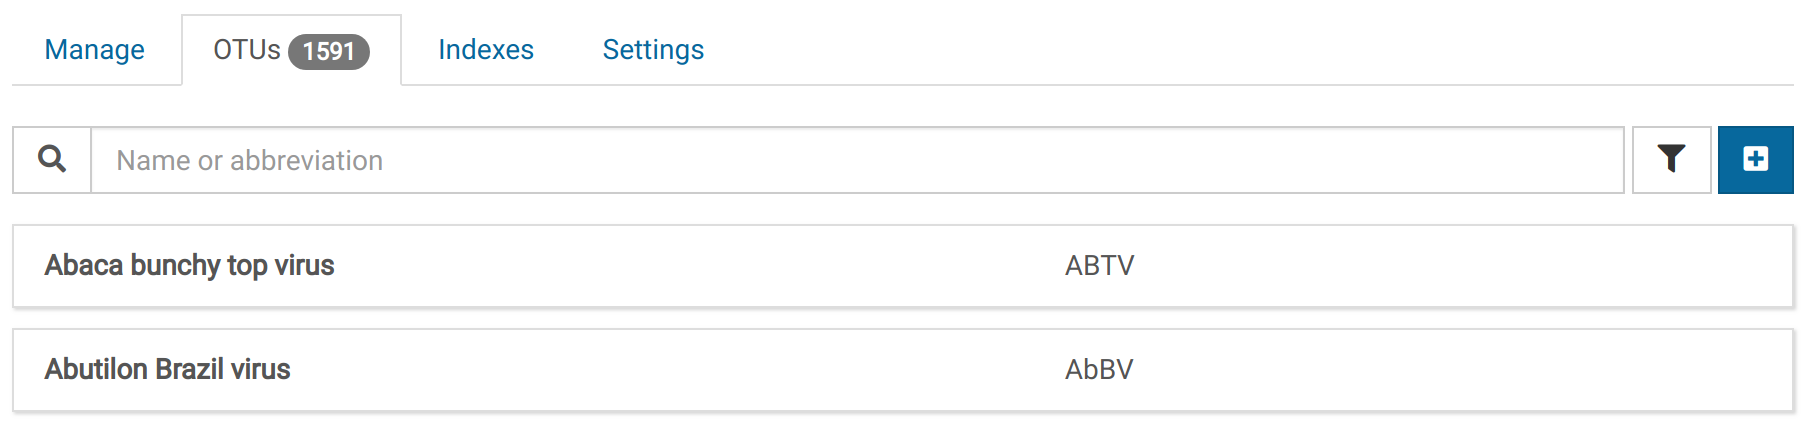 Manage OTUs 1591 Indexes Settings
Name or abbreviation
Abaca bunchy top virus ABTV
Abutilon Brazil virus AbBV